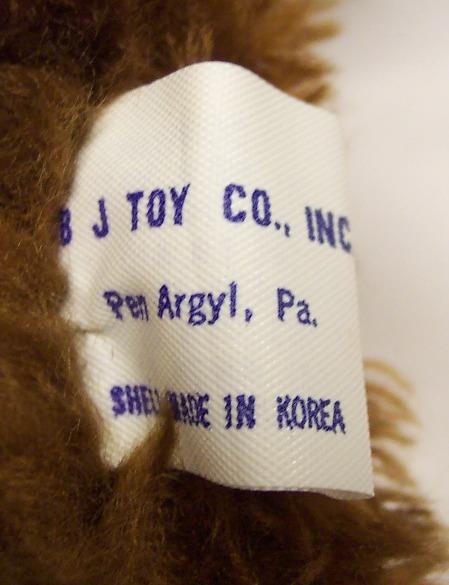 B J TOY CO., INC
Pen Argyl, Pa.
SHELL MADE IN KOREA